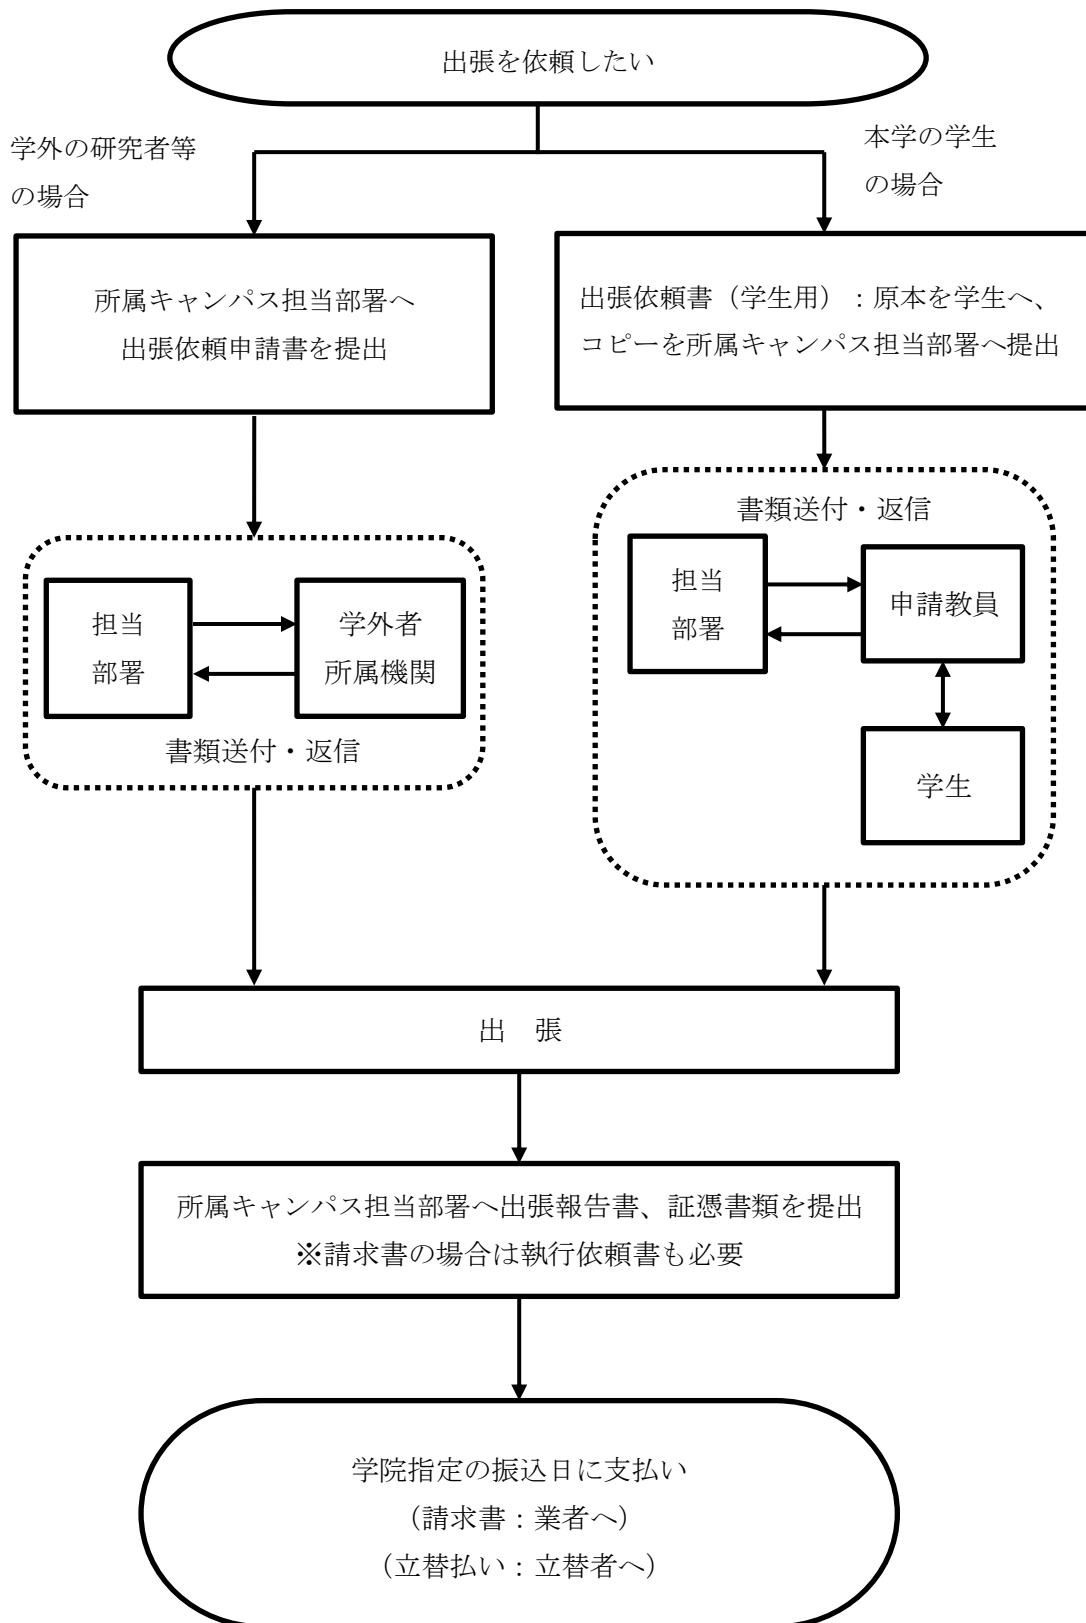 出張を依頼したい
学外の研究者等
の場合
本学の学生
の場合
所属キャンパス担当部署へ
出張依頼申請書を提出
出張依頼書（学生用）：原本を学生へ、
コピーを所属キャンパス担当部署へ提出
担当
部署
学外者
所属機関
書類送付・返信
書類送付・返信
担当
部署
申請教員
学生
出　張
所属キャンパス担当部署へ出張報告書、証憑書類を提出
※請求書の場合は執行依頼書も必要
学院指定の振込日に支払い
（請求書：業者へ）
（立替払い：立替者へ）